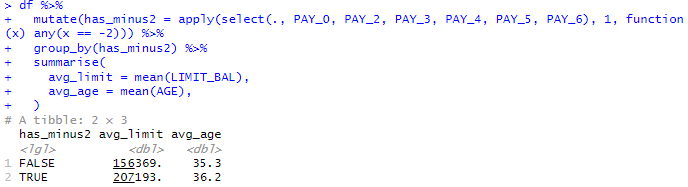 > df %>%
+   mutate(has_minus2 = apply(select(., PAY_0, PAY_2, PAY_3, PAY_4, PAY_5, PAY_6), 1, function
(x) any(x == -2))) %>%
+   group_by(has_minus2) %>%
+   summarise(
+     avg_limit = mean(LIMIT_BAL),
+     avg_age = mean(AGE),
+   )
# A tibble: 2 × 3
  has_minus2 avg_limit avg_age
  <lgl>          <dbl>   <dbl>
1 FALSE        156369.    35.3
2 TRUE         207193.    36.2